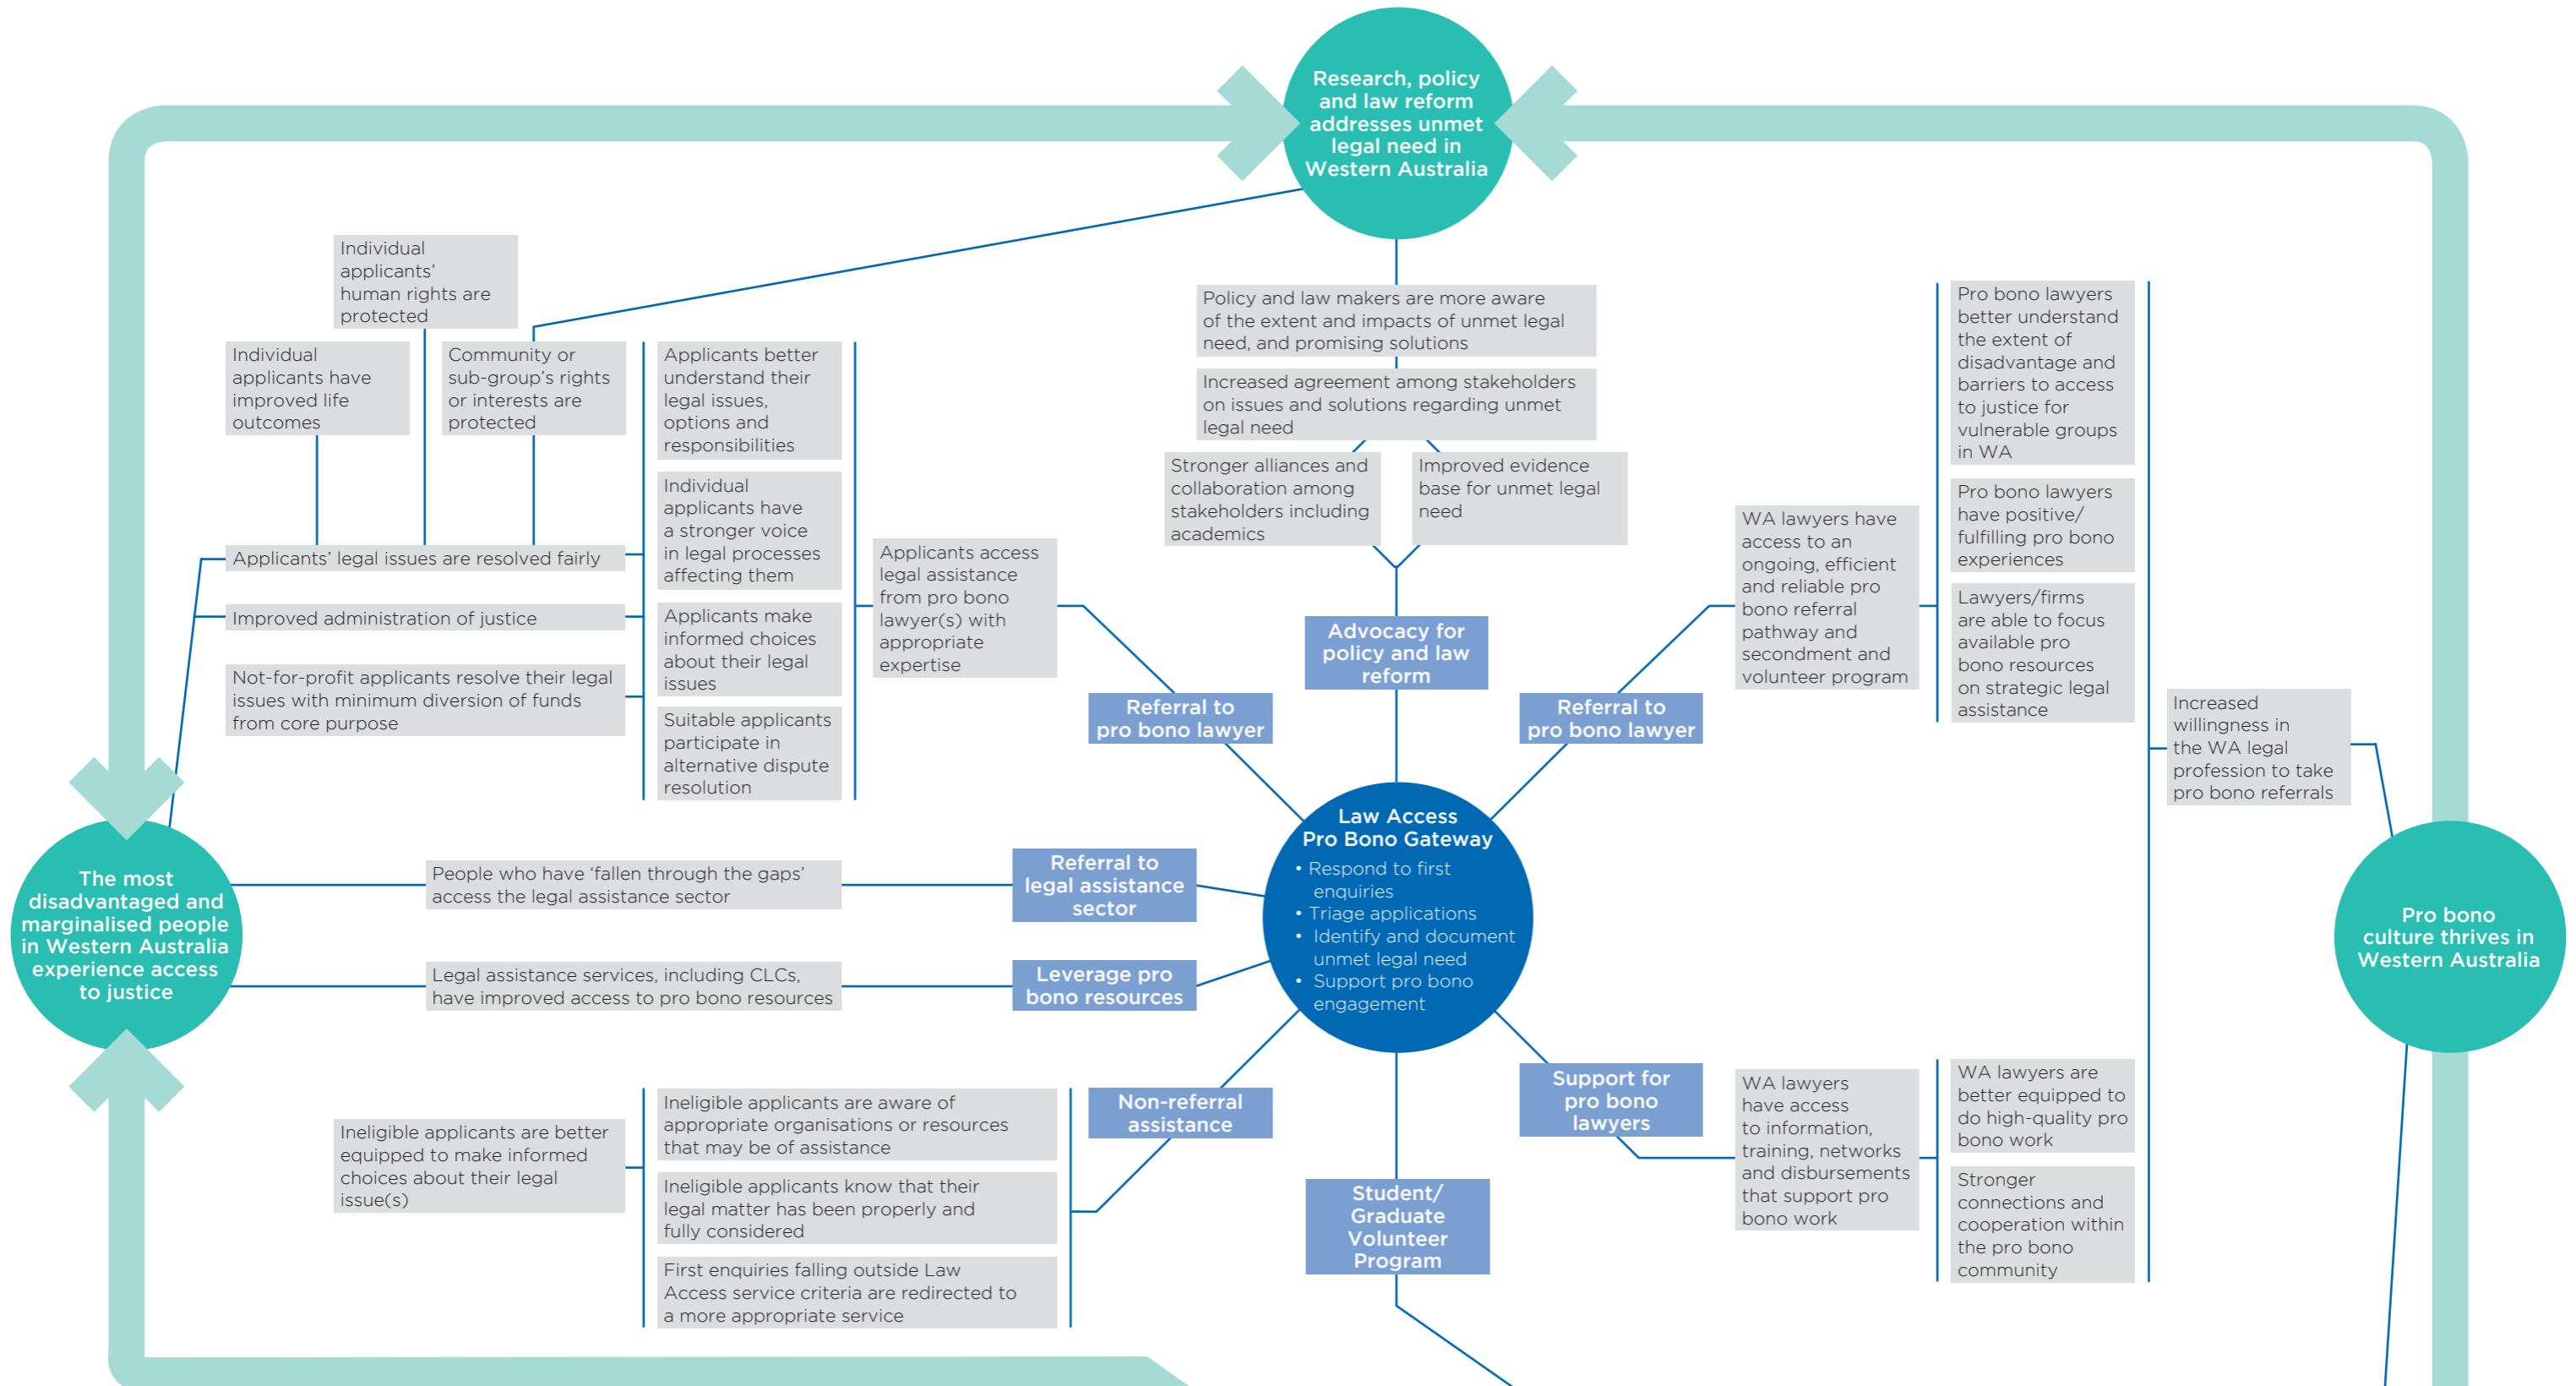 Research, policy
and law reform
addresses unmet
legal need in
Western Australia
Individual
applicants'
human rights are
protected
Individual
applicants have
improved life
outcomes
Community or
sub-group's rights
or interests are
protected
Applicants better
understand their
legal issues,
options and
responsibilities
Individual
applicants have
a stronger voice
in legal processes
affecting them
Applicants make
informed choices
about their legal
issues
Suitable applicants
participate in
alternative dispute
resolution
Applicants' legal issues are resolved fairly
Improved administration of justice
Not-for-profit applicants resolve their legal
issues with minimum diversion of funds
from core purpose
Applicants access
legal assistance
from pro bono
lawyer(s) with
appropriate
expertise
Referral to
pro bono lawyer
Policy and law makers are more aware
of the extent and impacts of unmet legal
need, and promising solutions
Increased agreement among stakeholders
on issues and solutions regarding unmet
legal need
Stronger alliances and
collaboration among
stakeholders including
academics
Improved evidence
base for unmet legal
need
Advocacy for
policy and law
reform
Referral to
pro bono lawyer
WA lawyers have
access to an
ongoing, efficient
and reliable pro
bono referral
pathway and
secondment and
volunteer program
Pro bono lawyers
better understand
the extent of
disadvantage and
barriers to access
to justice for
vulnerable groups
in WA
Pro bono lawyers
have positive/
fulfilling pro bono
experiences
Lawyers/firms
are able to focus
available pro
bono resources
on strategic legal
assistance
Increased
willingness in
the WA legal
profession to take
pro bono referrals
The most
disadvantaged and
marginalised people
in Western Australia
experience access
to justice
People who have 'fallen through the gaps'
access the legal assistance sector
Referral to
legal assistance
sector
Legal assistance services, including CLCs,
have improved access to pro bono resources
Leverage pro
bono resources
Law Access
Pro Bono Gateway
• Respond to first
enquiries
• Triage applications
• Identify and document
unmet legal need
• Support pro bono
engagement
Pro bono
culture thrives in
Western Australia
Ineligible applicants are better
equipped to make informed
choices about their legal
issue(s)
Ineligible applicants are aware of
appropriate organisations or resources
that may be of assistance
Ineligible applicants know that their
legal matter has been properly and
fully considered
First enquiries falling outside Law
Access service criteria are redirected to
a more appropriate service
Non-referral
assistance
Student/
Graduate
Volunteer
Program
Support for
pro bono
lawyers
WA lawyers
have access
to information,
training, networks
and disbursements
that support pro
bono work
WA lawyers are
better equipped to
do high-quality pro
bono work
Stronger
connections and
cooperation within
the pro bono
community